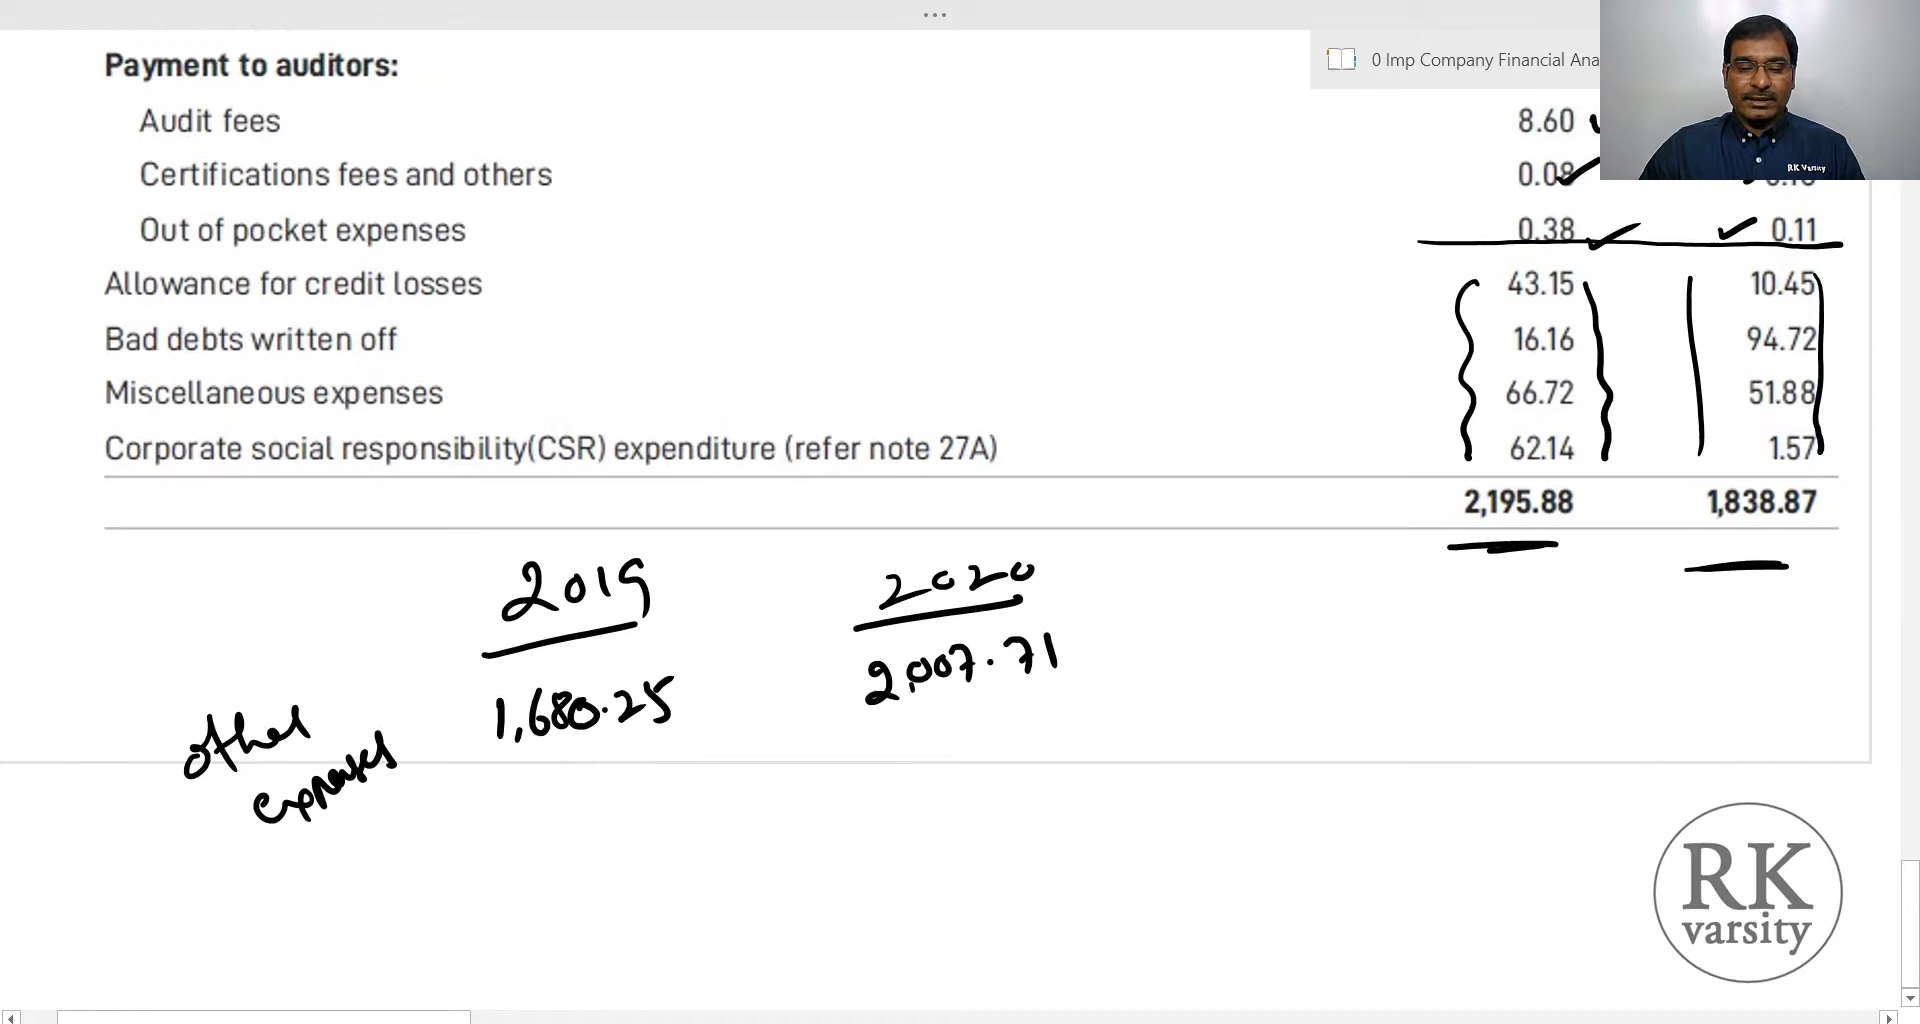 ...
Payment to auditors:
0 Imp Company Financial Ana
Audit fees 8.60
Certifications fees and others 0.08
RK Varsity
Out of pocket expenses 0.38 0.11
Allowance for credit losses 43.15 10.45
Bad debts written off 16.16 94.72
Miscellaneous expenses 66.72 51.88
Corporate social responsibility(CSR) expenditure (refer note 27A) 62.14 1.57
2,195.88 1,838.87
2019 2020
1,680.25 2,007.71
other
expenses
RK
varsity